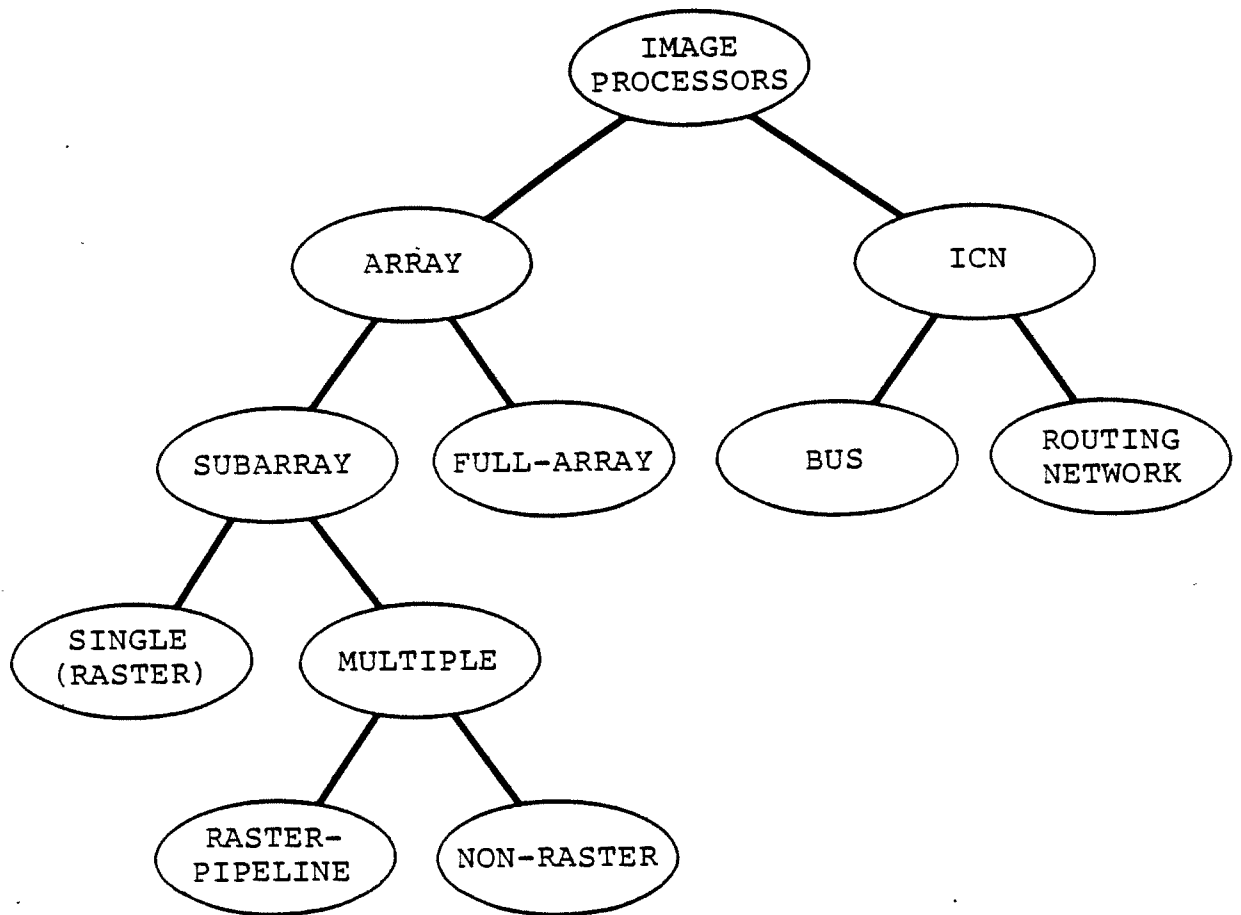 IMAGE
PROCESSORS
ARRAY
ICN
SUBARRAY
FULL-ARRAY
BUS
ROUTING
NETWORK
SINGLE
(RASTER)
MULTIPLE
RASTER-
PIPELINE
NON-RASTER